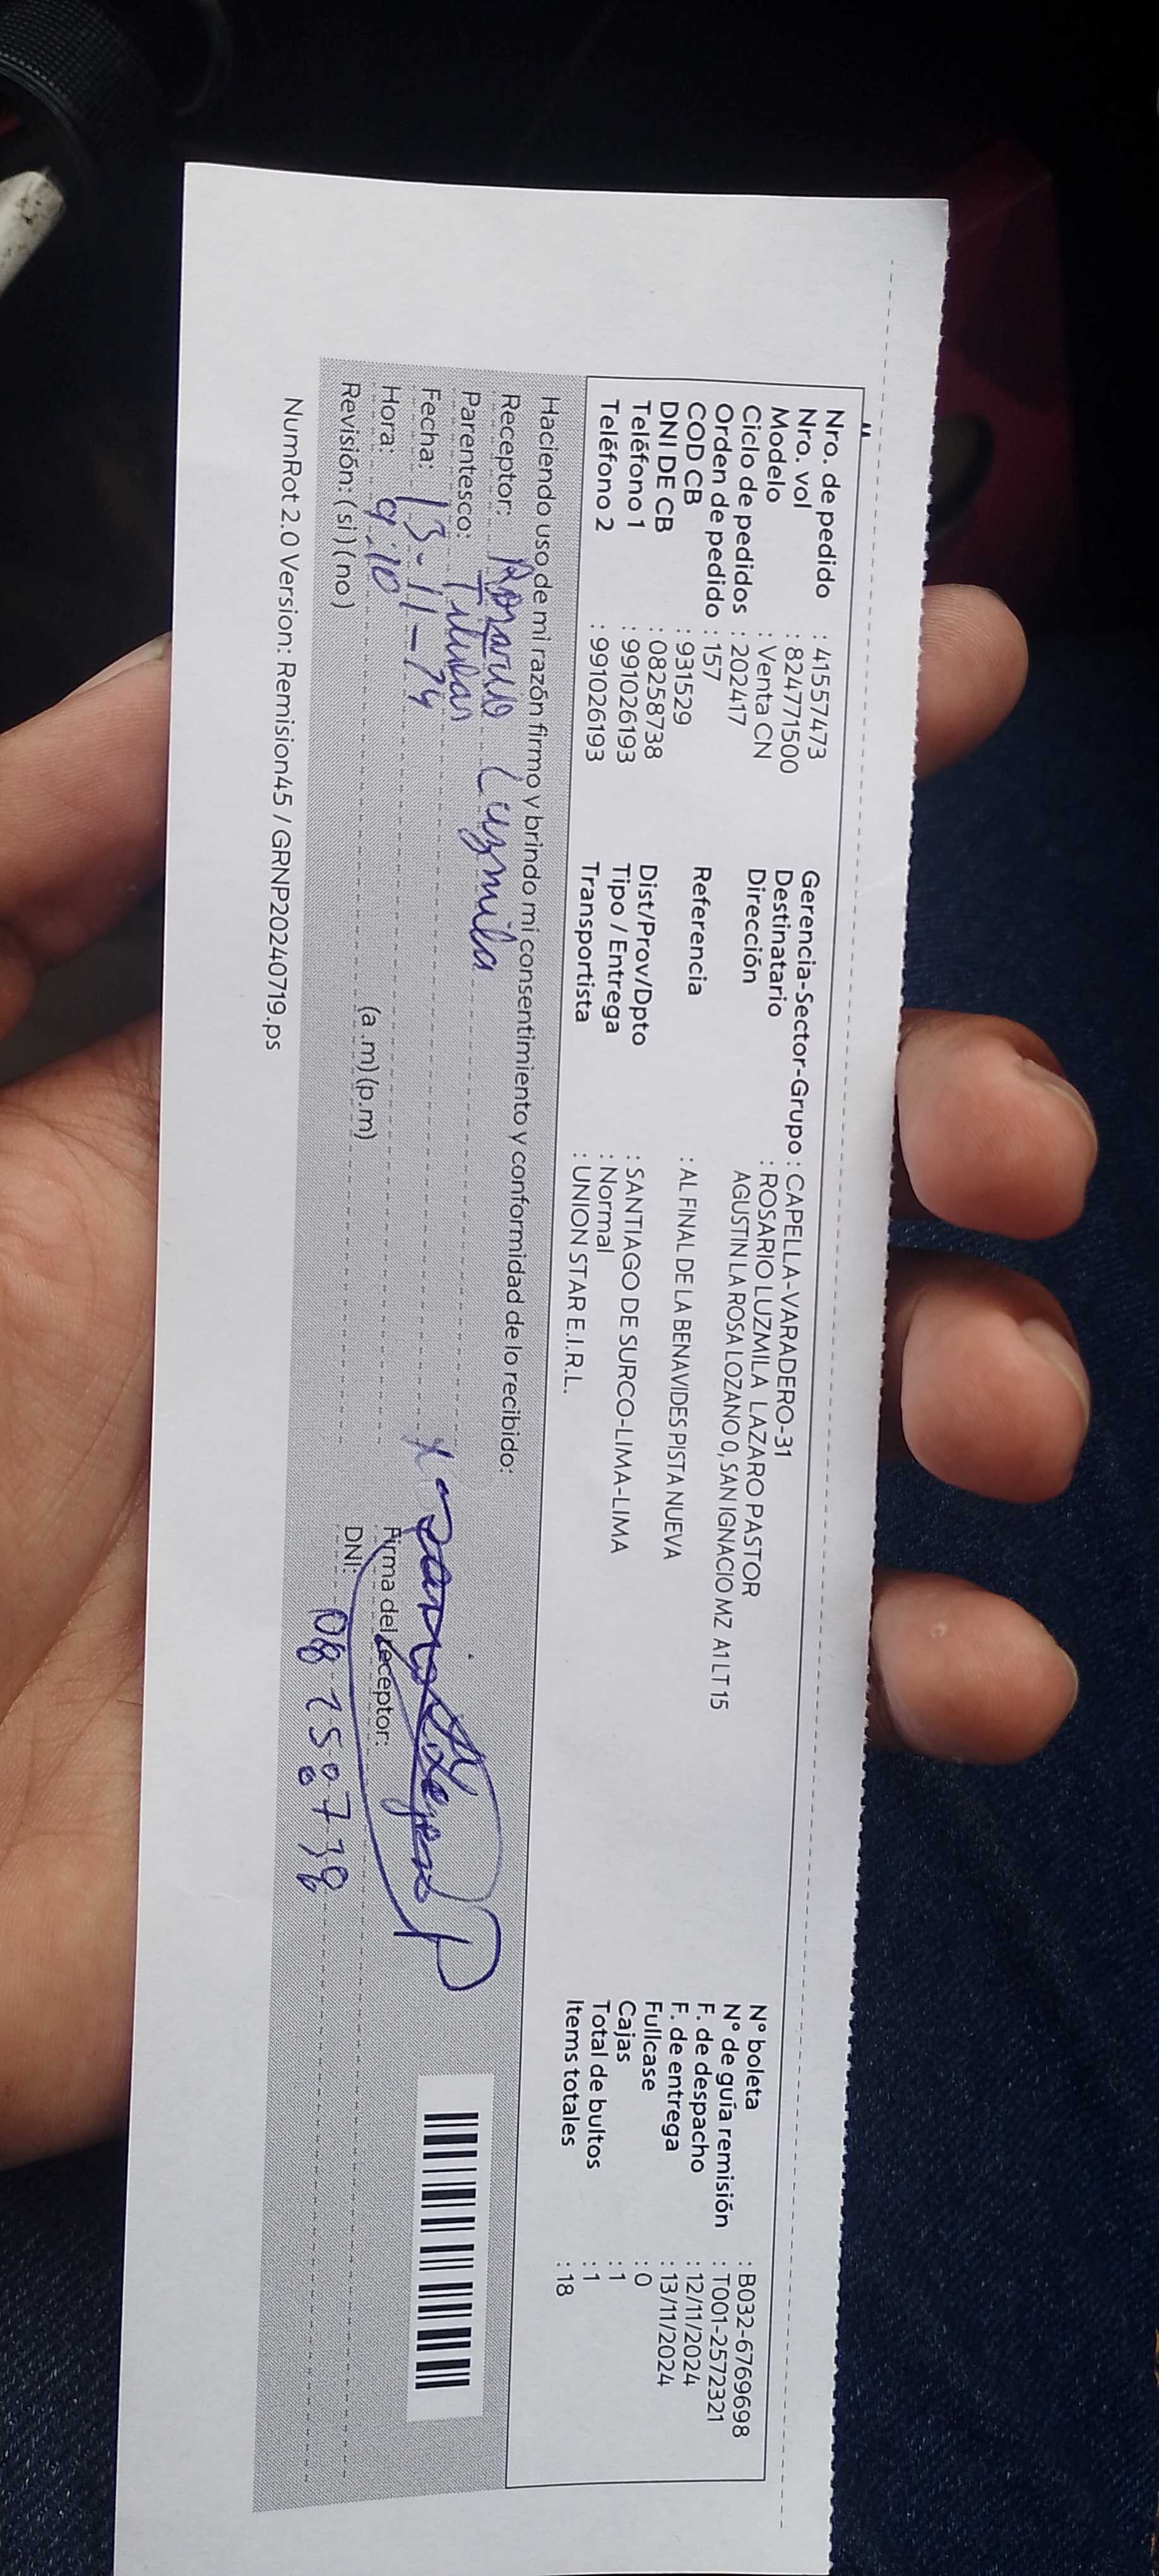 Nro. de pedido : 41557473
Nro. vol : 824771500
Modelo : Venta CN
Ciclo de pedidos : 202417
Orden de pedido : 157
COD CB : 931529
DNI DE CB : 08258738
Teléfono 1 : 991026193
Teléfono 2 : 991026193
Gerencia-Sector-Grupo : CAPELLA-VARADERO-31
Destinatario : ROSARIO LUZMILA LAZARO PASTOR
Dirección AGUSTIN LA ROSA LOZANO 0, SAN IGNACIO MZ A1 LT 15
Referencia : AL FINAL DE LA BENAVIDES PISTA NUEVA
Dist/Prov/Dpto : SANTIAGO DE SURCO-LIMA-LIMA
Tipo / Entrega : Normal
Transportista : UNION STAR E.I.R.L.
N° boleta : B032-6769698
N° de guía remisión : T001-2572321
F. de despacho : 12/11/2024
F. de entrega : 13/11/2024
Fullcase : 0
Cajas : 1
Total de bultos : 1
Items totales : 18
Haciendo uso de mi razón firmo y brindo mi consentimiento y conformidad de lo recibido:
Receptor: Rosario Luzmila
Parentesco: Titular
Fecha: 13-11-24
Hora: 9:10 (a .m) (p.m)
Revisión: ( si ) ( no )
Firma del receptor:
DNI: 08258738
NumRot 2.0 Version: Remision45 / GRNP20240719.ps